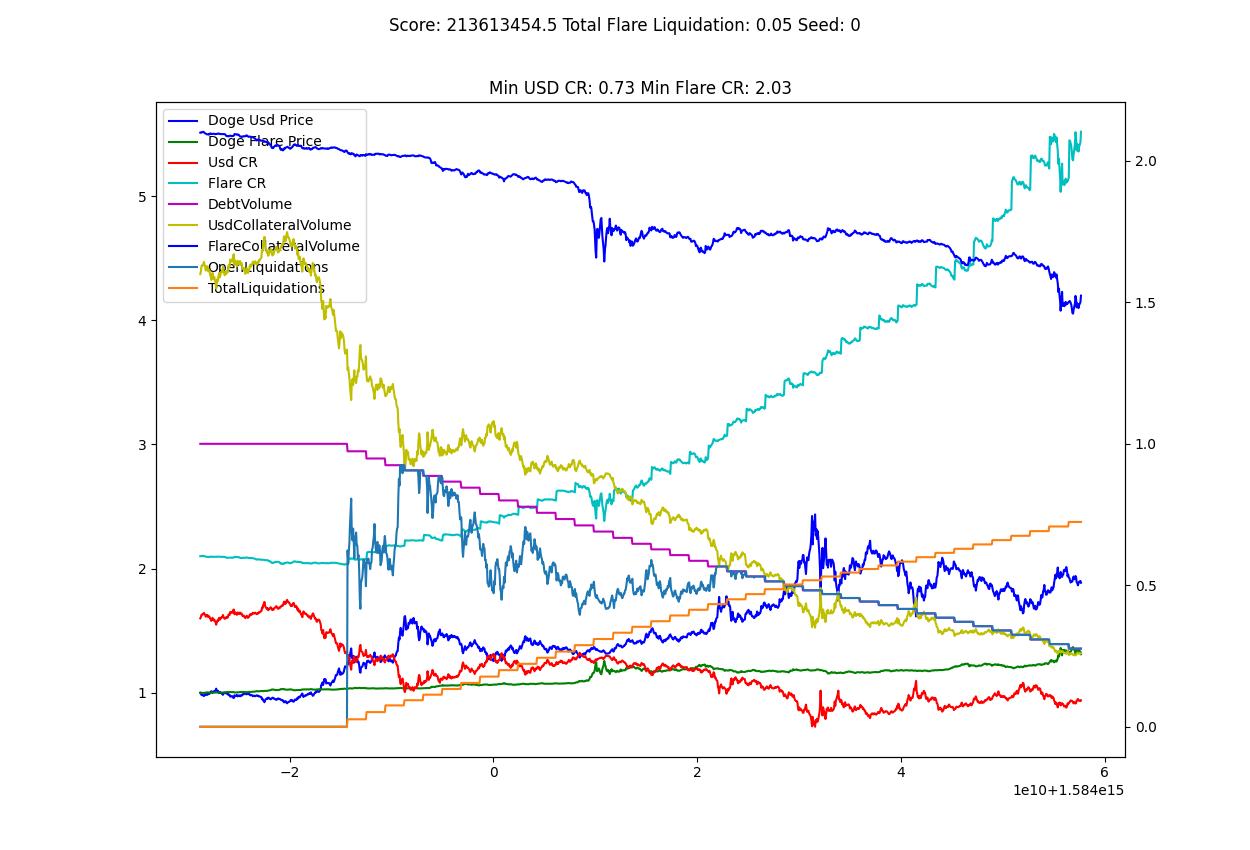 Score: 213613454.5 Total Flare Liquidation: 0.05 Seed: 0
Min USD CR: 0.73 Min Flare CR: 2.03
Doge Usd Price
Doge Flare Price
Usd CR
Flare CR
DebtVolume
UsdCollateralVolume
FlareCollateralVolume
OpenLiquidations
TotalLiquidations
5
4
3
2
1
2.0
1.5
1.0
0.5
0.0
−2 0 2 4 6
1e10+1.584e15